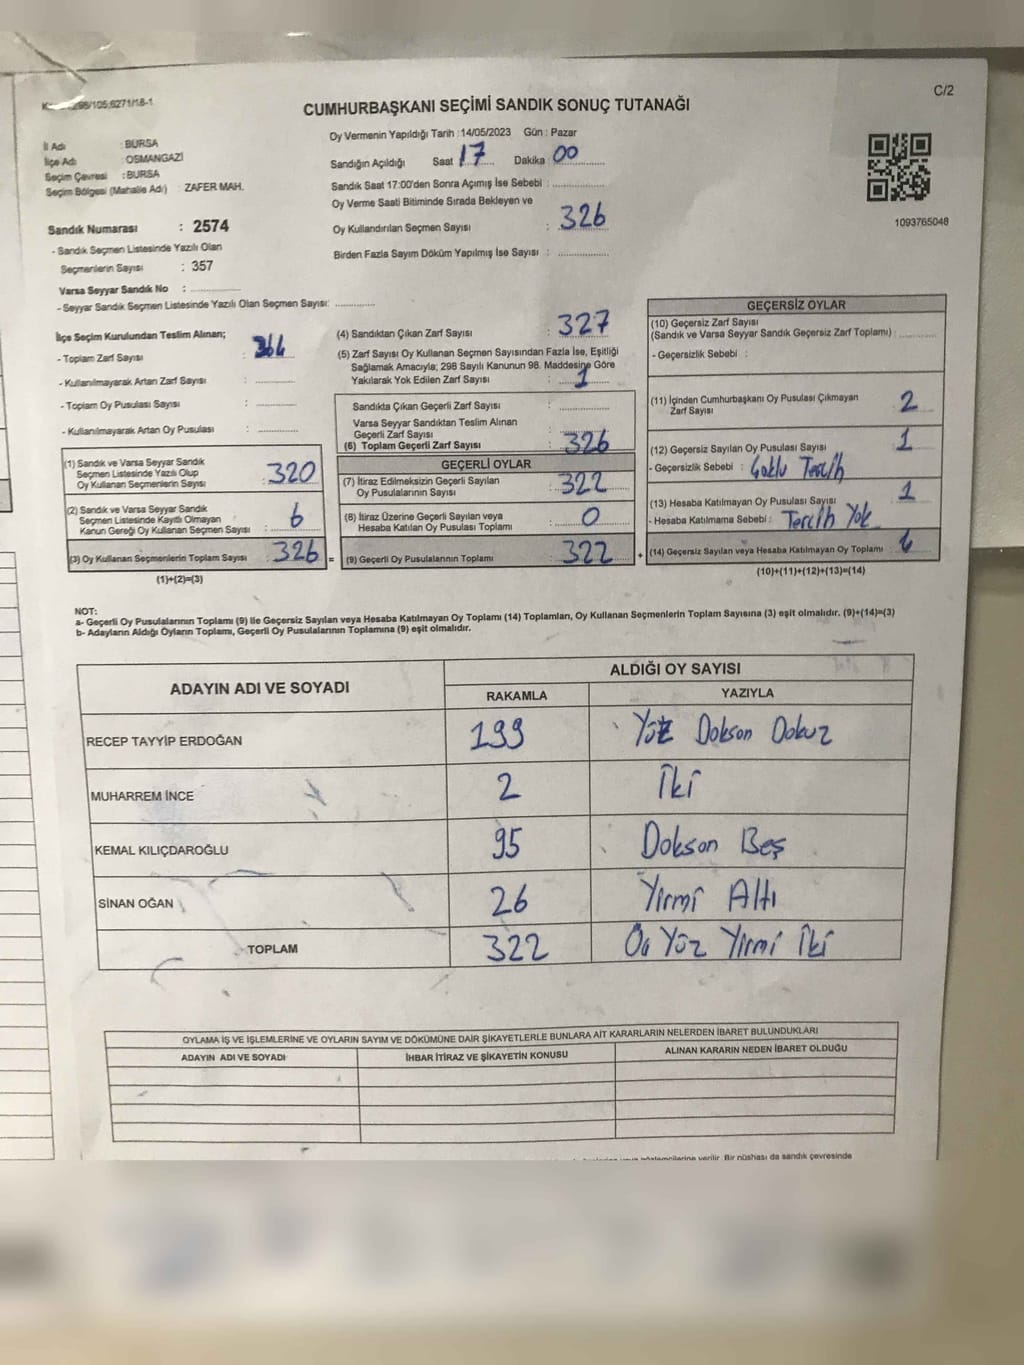 298/105;6271/18-1
C/2
CUMHURBAŞKANI SEÇİMİ SANDIK SONUÇ TUTANAĞI
İl Adı : BURSA
İlçe Adı : OSMANGAZİ
Seçim Çevresi : BURSA
Seçim Bölgesi (Mahalle Adı) : ZAFER MAH.
Sandık Numarası : 2574
- Sandık Seçmen Listesinde Yazılı Olan
Seçmenlerin Sayısı : 357
Varsa Seyyar Sandık No : ..............
- Seyyar Sandık Seçmen Listesinde Yazılı Olan Seçmen Sayısı: ..............
Oy Vermenin Yapıldığı Tarih : 14/05/2023 Gün : Pazar
Sandığın Açıldığı Saat 17 Dakika 00
Sandık Saat 17:00'den Sonra Açımış İse Sebebi : ..............
Oy Verme Saati Bitiminde Sırada Bekleyen ve
Oy Kullandırılan Seçmen Sayısı : 326
Birden Fazla Sayım Döküm Yapılmış İse Sayısı : ..............
1093765048
İlçe Seçim Kurulundan Teslim Alınan;
- Toplam Zarf Sayısı :
- Kullanılmayarak Artan Zarf Sayısı : ..............
- Toplam Oy Pusulası Sayısı : ..............
- Kullanılmayarak Artan Oy Pusulası : ..............
(1) Sandık ve Varsa Seyyar Sandık
Seçmen Listesinde Yazılı Olup
Oy Kullanan Seçmenlerin Sayısı : 320
(2) Sandık ve Varsa Seyyar Sandık
Seçmen Listesinde Kayıtlı Olmayan
Kanun Gereği Oy Kullanan Seçmen Sayısı : 6
(3) Oy Kullanan Seçmenlerin Toplam Sayısı : 326 =
(1)+(2)=(3)
(4) Sandıktan Çıkan Zarf Sayısı : 327
(5) Zarf Sayısı Oy Kullanan Seçmen Sayısından Fazla İse, Eşitliği
Sağlamak Amacıyla; 298 Sayılı Kanunun 98. Maddesine Göre
Yakılarak Yok Edilen Zarf Sayısı : 1
Sandıkta Çıkan Geçerli Zarf Sayısı : ..............
Varsa Seyyar Sandıktan Teslim Alınan
Geçerli Zarf Sayısı : ..............
(6) Toplam Geçerli Zarf Sayısı : 326
GEÇERLİ OYLAR
(7) İtiraz Edilmeksizin Geçerli Sayılan
Oy Pusulalarının Sayısı : 322
(8) İtiraz Üzerine Geçerli Sayılan veya
Hesaba Katılan Oy Pusulası Toplamı : 0
(9) Geçerli Oy Pusulalarının Toplamı : 322 +
GEÇERSİZ OYLAR
(10) Geçersiz Zarf Sayısı
(Sandık ve Varsa Seyyar Sandık Geçersiz Zarf Toplamı) : ..............
- Geçersizlik Sebebi :
(11) İçinden Cumhurbaşkanı Oy Pusulası Çıkmayan
Zarf Sayısı : 2
(12) Geçersiz Sayılan Oy Pusulası Sayısı : 1
- Geçersizlik Sebebi : Çoklu Tercih
(13) Hesaba Katılmayan Oy Pusulası Sayısı : 1
- Hesaba Katılmama Sebebi : Tercih Yok
(14) Geçersiz Sayılan veya Hesaba Katılmayan Oy Toplamı :
(10)+(11)+(12)+(13)=(14)
NOT:
a- Geçerli Oy Pusulalarının Toplamı (9) ile Geçersiz Sayılan veya Hesaba Katılmayan Oy Toplamı (14) Toplamları, Oy Kullanan Seçmenlerin Toplam Sayısına (3) eşit olmalıdır. (9)+(14)=(3)
b- Adayların Aldığı Oyların Toplamı, Geçerli Oy Pusulalarının Toplamına (9) eşit olmalıdır.
ADAYIN ADI VE SOYADI
ALDIĞI OY SAYISI
RAKAMLA YAZIYLA
RECEP TAYYİP ERDOĞAN 199 Yüz Dokson Dokuz
MUHARREM İNCE 2 İki
KEMAL KILIÇDAROĞLU 95 Dokson Beş
SİNAN OĞAN 26 Yirmi Altı
TOPLAM 322 Üç Yüz Yirmi İki
OYLAMA İŞ VE İŞLEMLERİNE VE OYLARIN SAYIM VE DÖKÜMÜNE DAİR ŞİKAYETLERLE BUNLARA AİT KARARLARIN NELERDEN İBARET BULUNDUKLARI
ADAYIN ADI VE SOYADI İHBAR İTİRAZ VE ŞİKAYETİN KONUSU ALINAN KARARIN NEDEN İBARET OLDUĞU
verilir. Bir nüshası da sandık çevresinde